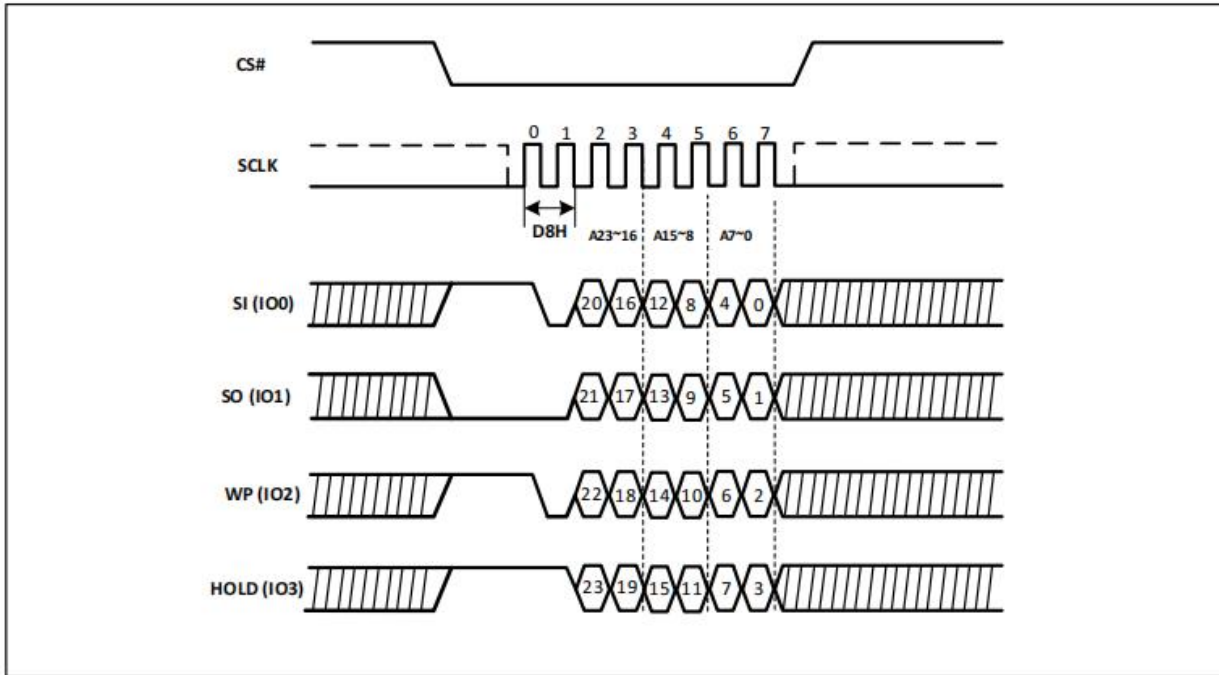 CS#
0 1 2 3 4 5 6 7
SCLK
D8H A23~16 A15~8 A7~0
SI (IO0) 20 16 12 8 4 0
SO (IO1) 21 17 13 9 5 1
WP (IO2) 22 18 14 10 6 2
HOLD (IO3) 23 19 15 11 7 3